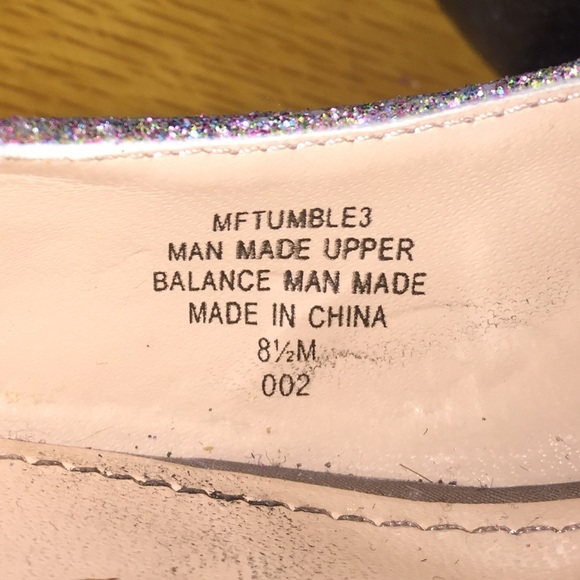 MFTUMBLE3
MAN MADE UPPER
BALANCE MAN MADE
MADE IN CHINA
8½M
002